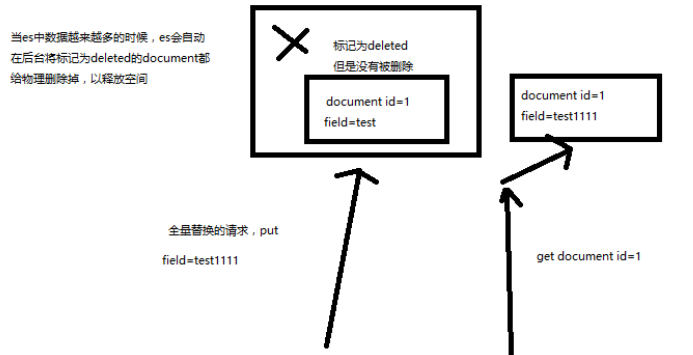 当es中数据越来越多的时候，es会自动
在后台将标记为deleted的document都
给物理删除掉，以释放空间
标记为deleted
但是没有被删除
document id=1
field=test
document id=1
field=test1111
全量替换的请求，put
field=test1111
get document id=1